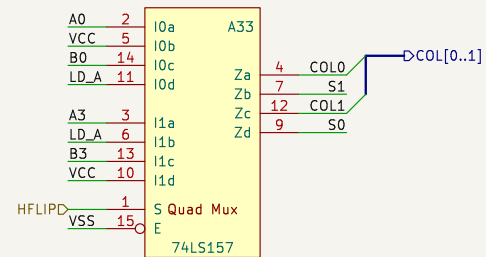 A0 2 I0a A33
VCC 5 I0b
B0 14 I0c
LD_A 11 I0d
Za 4 COL0 COL[0..1]
Zb 7 S1
Zc 12 COL1
Zd 9 S0
A3 3 I1a
LD_A 6 I1b
B3 13 I1c
VCC 10 I1d
HFLIP 1 S Quad Mux
VSS 15 E
74LS157